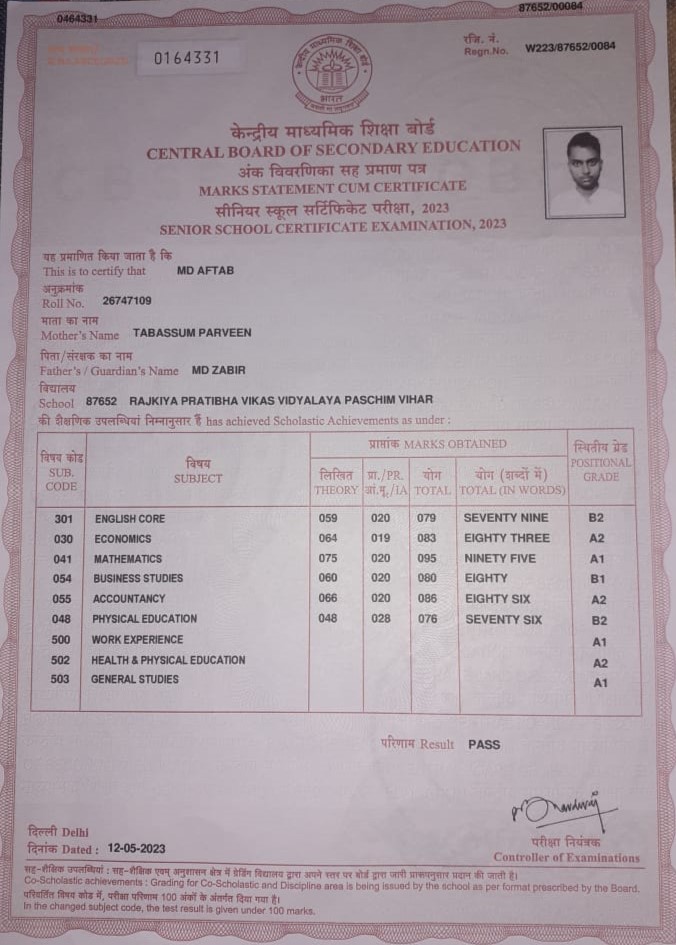 0464331
87652/00084
0164331
रजि. नं.
Regn.No. W223/87652/0084
केन्द्रीय माध्यमिक शिक्षा बोर्ड
भारत
केन्द्रीय माध्यमिक शिक्षा बोर्ड
CENTRAL BOARD OF SECONDARY EDUCATION
अंक विवरणिका सह प्रमाण पत्र
MARKS STATEMENT CUM CERTIFICATE
सीनियर स्कूल सर्टिफिकेट परीक्षा, 2023
SENIOR SCHOOL CERTIFICATE EXAMINATION, 2023
यह प्रमाणित किया जाता है कि
This is to certify that MD AFTAB
अनुक्रमांक
Roll No. 26747109
माता का नाम
Mother's Name TABASSUM PARVEEN
पिता/संरक्षक का नाम
Father's / Guardian's Name MD ZABIR
विद्यालय
School 87652 RAJKIYA PRATIBHA VIKAS VIDYALAYA PASCHIM VIHAR
की शैक्षणिक उपलब्धियां निम्नानुसार हैं has achieved Scholastic Achievements as under :
विषय कोड विषय प्राप्तांक MARKS OBTAINED स्थितीय ग्रेड
SUB. CODE SUBJECT POSITIONAL GRADE
लिखित प्रा./PR. योग योग (शब्दों में)
THEORY आं.मू./IA TOTAL TOTAL (IN WORDS)
301 ENGLISH CORE 059 020 079 SEVENTY NINE B2
030 ECONOMICS 064 019 083 EIGHTY THREE A2
041 MATHEMATICS 075 020 095 NINETY FIVE A1
054 BUSINESS STUDIES 060 020 080 EIGHTY B1
055 ACCOUNTANCY 066 020 086 EIGHTY SIX A2
048 PHYSICAL EDUCATION 048 028 076 SEVENTY SIX B2
500 WORK EXPERIENCE A1
502 HEALTH & PHYSICAL EDUCATION A2
503 GENERAL STUDIES A1
परिणाम Result PASS
दिल्ली Delhi
दिनांक Dated : 12-05-2023
परीक्षा नियंत्रक
Controller of Examinations
सह-शैक्षिक उपलब्धियां : सह-शैक्षिक एवम् अनुशासन क्षेत्र में ग्रेडिंग विद्यालय द्वारा अपने स्तर पर बोर्ड द्वारा जारी प्रारूपानुसार प्रदान की जाती है।
Co-Scholastic achievements : Grading for Co-Scholastic and Discipline area is being issued by the school as per format prescribed by the Board.
परिवर्तित विषय कोड में, परीक्षा परिणाम 100 अंकों के अंतर्गत दिया गया है।
In the changed subject code, the test result is given under 100 marks.